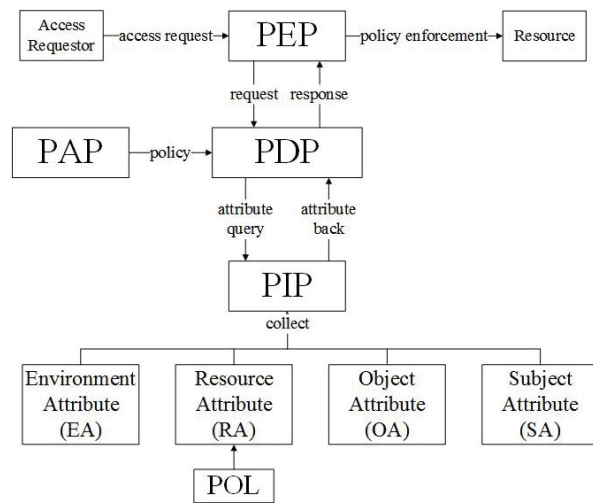 Access
Requestor
access request
PEP
policy enforcement
Resource
request
response
PAP
policy
PDP
attribute
query
attribute
back
PIP
collect
Environment
Attribute
(EA)
Resource
Attribute
(RA)
Object
Attribute
(OA)
Subject
Attribute
(SA)
POL